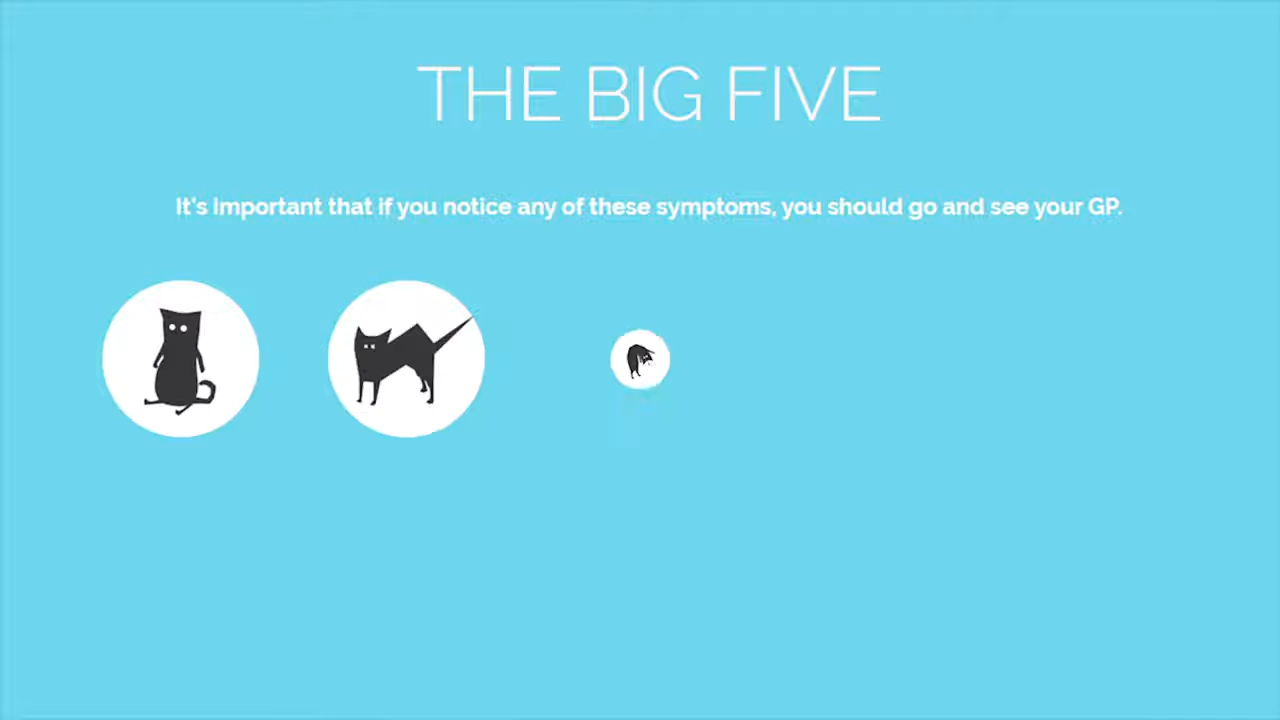 THE BIG FIVE
It's important that if you notice any of these symptoms, you should go and see your GP.